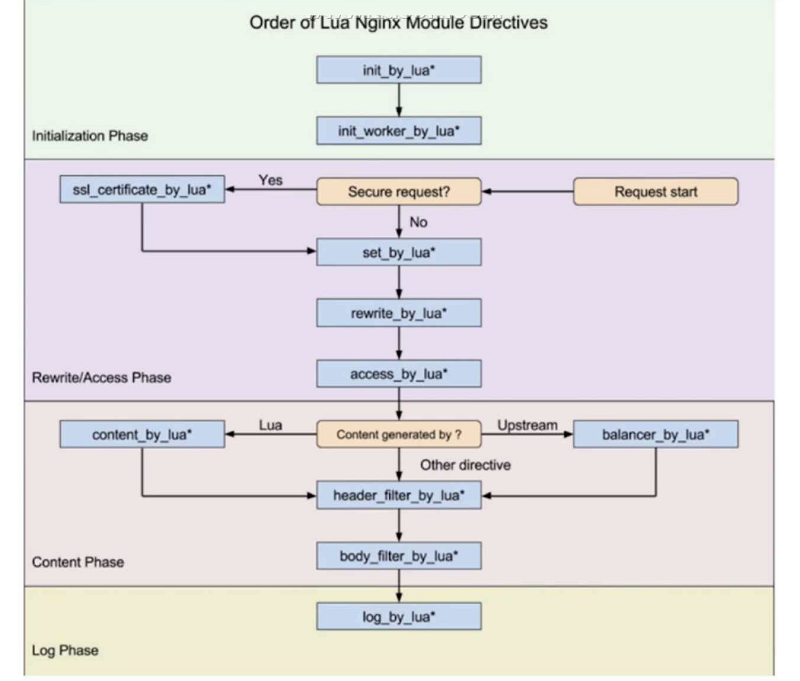 Order of Lua Nginx Module Directives
init_by_lua*
init_worker_by_lua*
Initialization Phase
ssl_certificate_by_lua*
Yes
Secure request?
Request start
No
set_by_lua*
rewrite_by_lua*
access_by_lua*
Rewrite/Access Phase
content_by_lua*
Lua
Content generated by ?
Upstream
balancer_by_lua*
Other directive
header_filter_by_lua*
body_filter_by_lua*
Content Phase
log_by_lua*
Log Phase